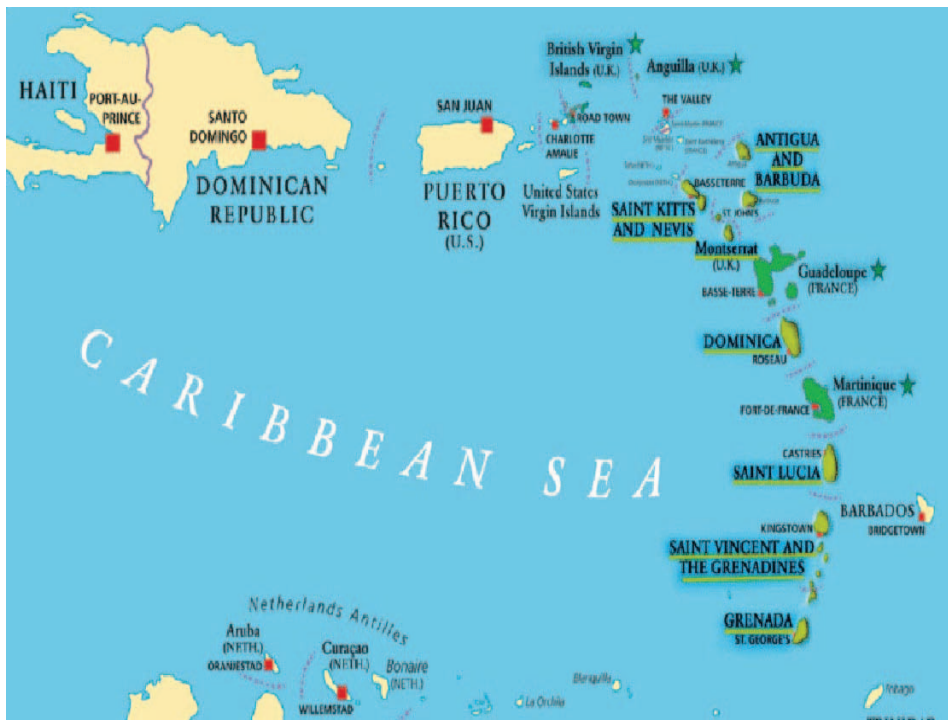 British Virgin
Islands (U.K.)
Anguilla (U.K.)
HAITI
PORT-AU-
PRINCE
SANTO
DOMINGO
DOMINICAN
REPUBLIC
SAN JUAN
PUERTO
RICO
(U.S.)
ROAD TOWN
CHARLOTTE
AMALIE
United States
Virgin Islands
THE VALLEY
ANTIGUA
AND
BARBUDA
BASSETERRE
SAINT KITTS
AND NEVIS
ST. JOHN'S
Montserrat
(U.K.)
Guadeloupe
(FRANCE)
BASSE-TERRE
DOMINICA
ROSEAU
Martinique
(FRANCE)
FORT-DE-FRANCE
CARIBBEAN SEA
CASTRIES
SAINT LUCIA
BARBADOS
BRIDGETOWN
KINGSTOWN
SAINT VINCENT AND
THE GRENADINES
GRENADA
ST. GEORGE'S
Netherlands Antilles
Aruba
(NETH.)
ORANJESTAD
Curaçao
(NETH.)
WILLEMSTAD
Bonaire
(NETH.)
La Orchila
Blanquilla
Tobago